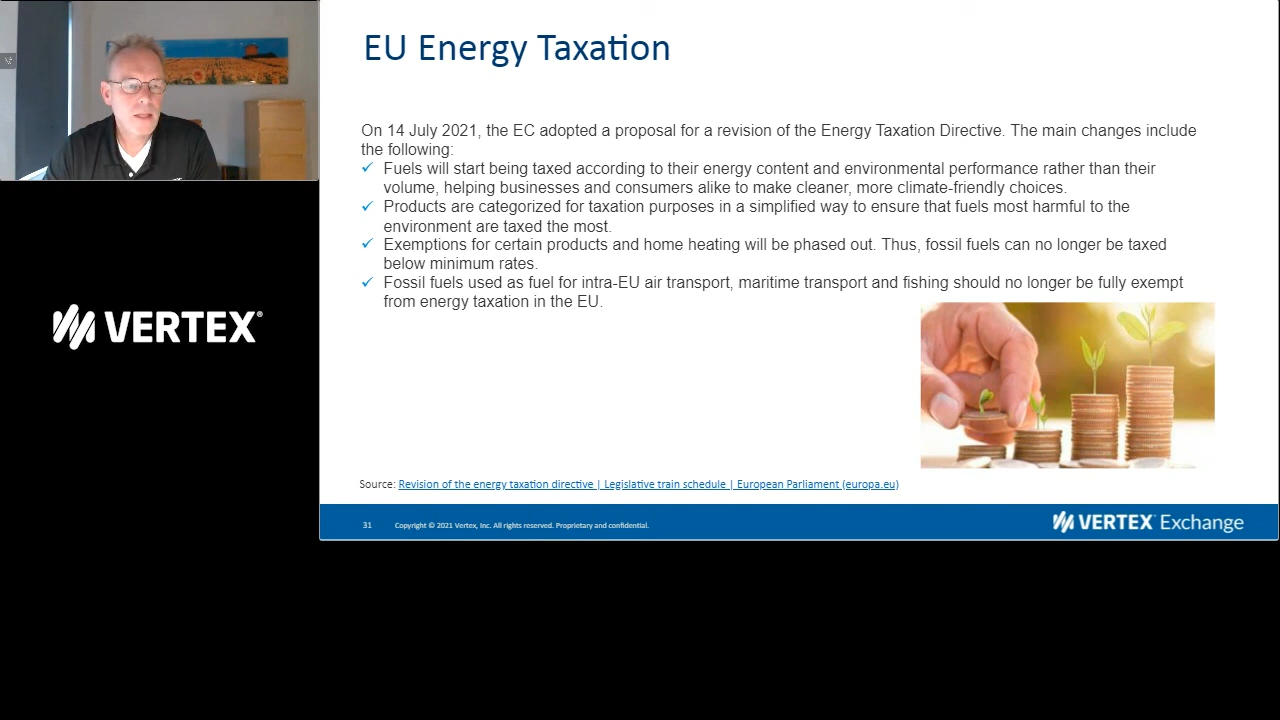 EU Energy Taxation
On 14 July 2021, the EC adopted a proposal for a revision of the Energy Taxation Directive. The main changes include
the following:
✓ Fuels will start being taxed according to their energy content and environmental performance rather than their
volume, helping businesses and consumers alike to make cleaner, more climate-friendly choices.
✓ Products are categorized for taxation purposes in a simplified way to ensure that fuels most harmful to the
environment are taxed the most.
✓ Exemptions for certain products and home heating will be phased out. Thus, fossil fuels can no longer be taxed
below minimum rates.
✓ Fossil fuels used as fuel for intra-EU air transport, maritime transport and fishing should no longer be fully exempt
from energy taxation in the EU.
VERTEX®
Source: Revision of the energy taxation directive | Legislative train schedule | European Parliament (europa.eu)
31 Copyright © 2021 Vertex, Inc. All rights reserved. Proprietary and confidential.
VERTEX Exchange